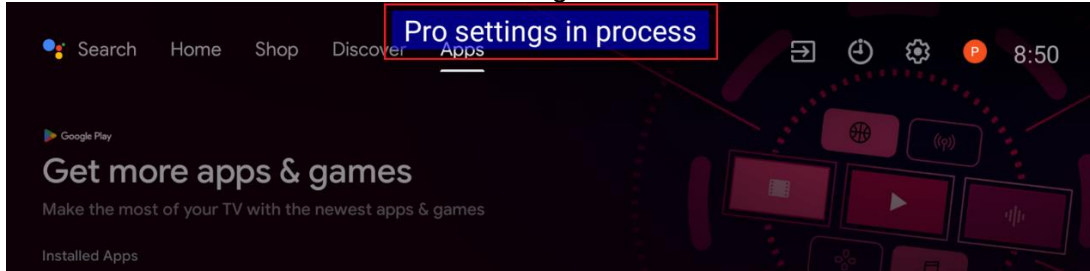 Pro settings in process
Search Home Shop Discover Apps 8:50
P
Google Play
Get more apps & games
Make the most of your TV with the newest apps & games
Installed Apps